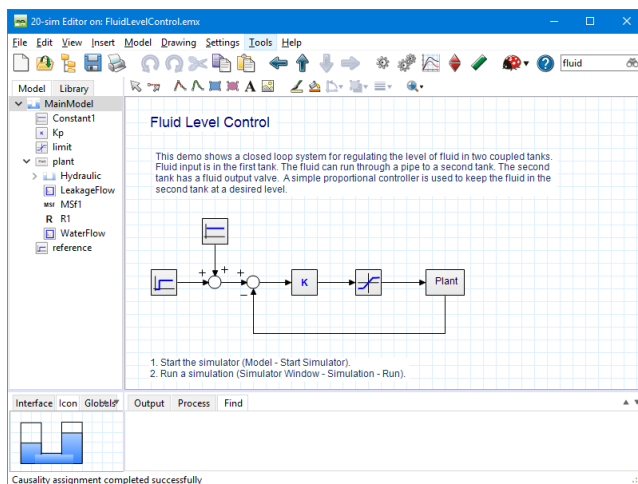 20-sim Editor on: FluidLevelControl.emx
File Edit View Insert Model Drawing Settings Tools Help
fluid
Model Library
A
MainModel
Constant1
K Kp
limit
plant
Hydraulic
LeakageFlow
MSf MSf1
R R1
WaterFlow
reference
Fluid Level Control
This demo shows a closed loop system for regulating the level of fluid in two coupled tanks.
Fluid input is in the first tank. The fluid can run through a pipe to a second tank. The second
tank has a fluid output valve. A simple proportional controller is used to keep the fluid in the
second tank at a desired level.
+ + +
K Plant
−
1. Start the simulator (Model - Start Simulator).
2. Run a simulation (Simulator Window - Simulation - Run).
Interface Icon Output Process Find
Causality assignment completed successfully